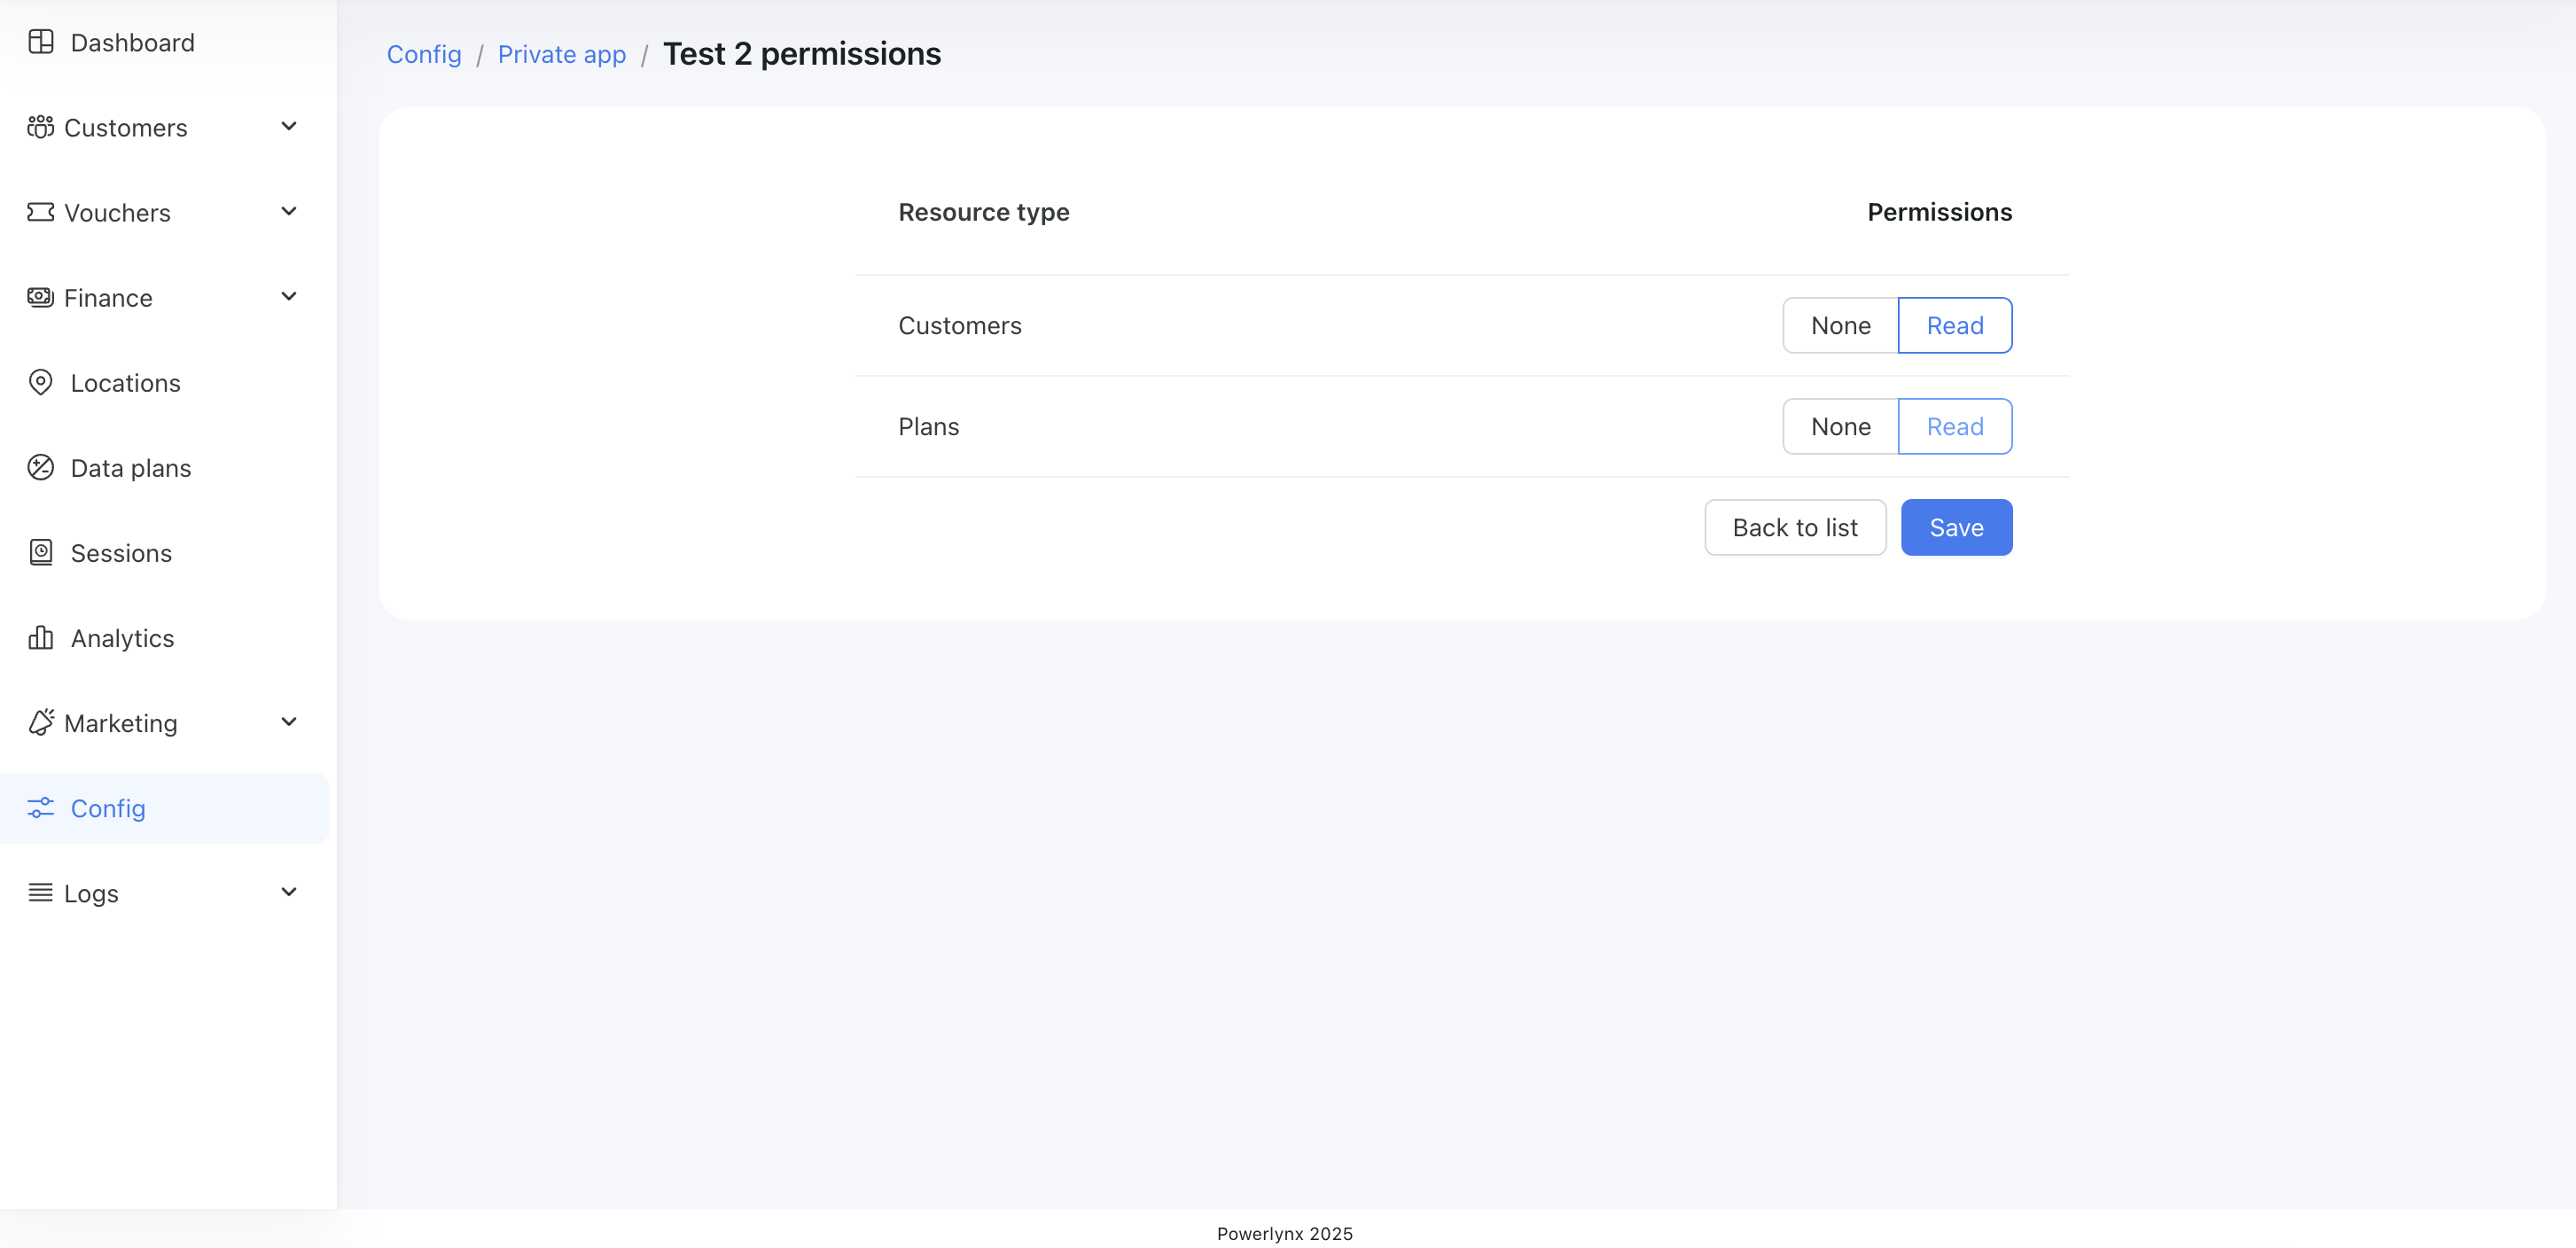 Dashboard
Customers
Vouchers
Finance
Locations
Data plans
Sessions
Analytics
Marketing
Config
Logs
Config / Private app / Test 2 permissions
Resource type Permissions
Customers None Read
Plans None Read
Back to list Save
Powerlynx 2025